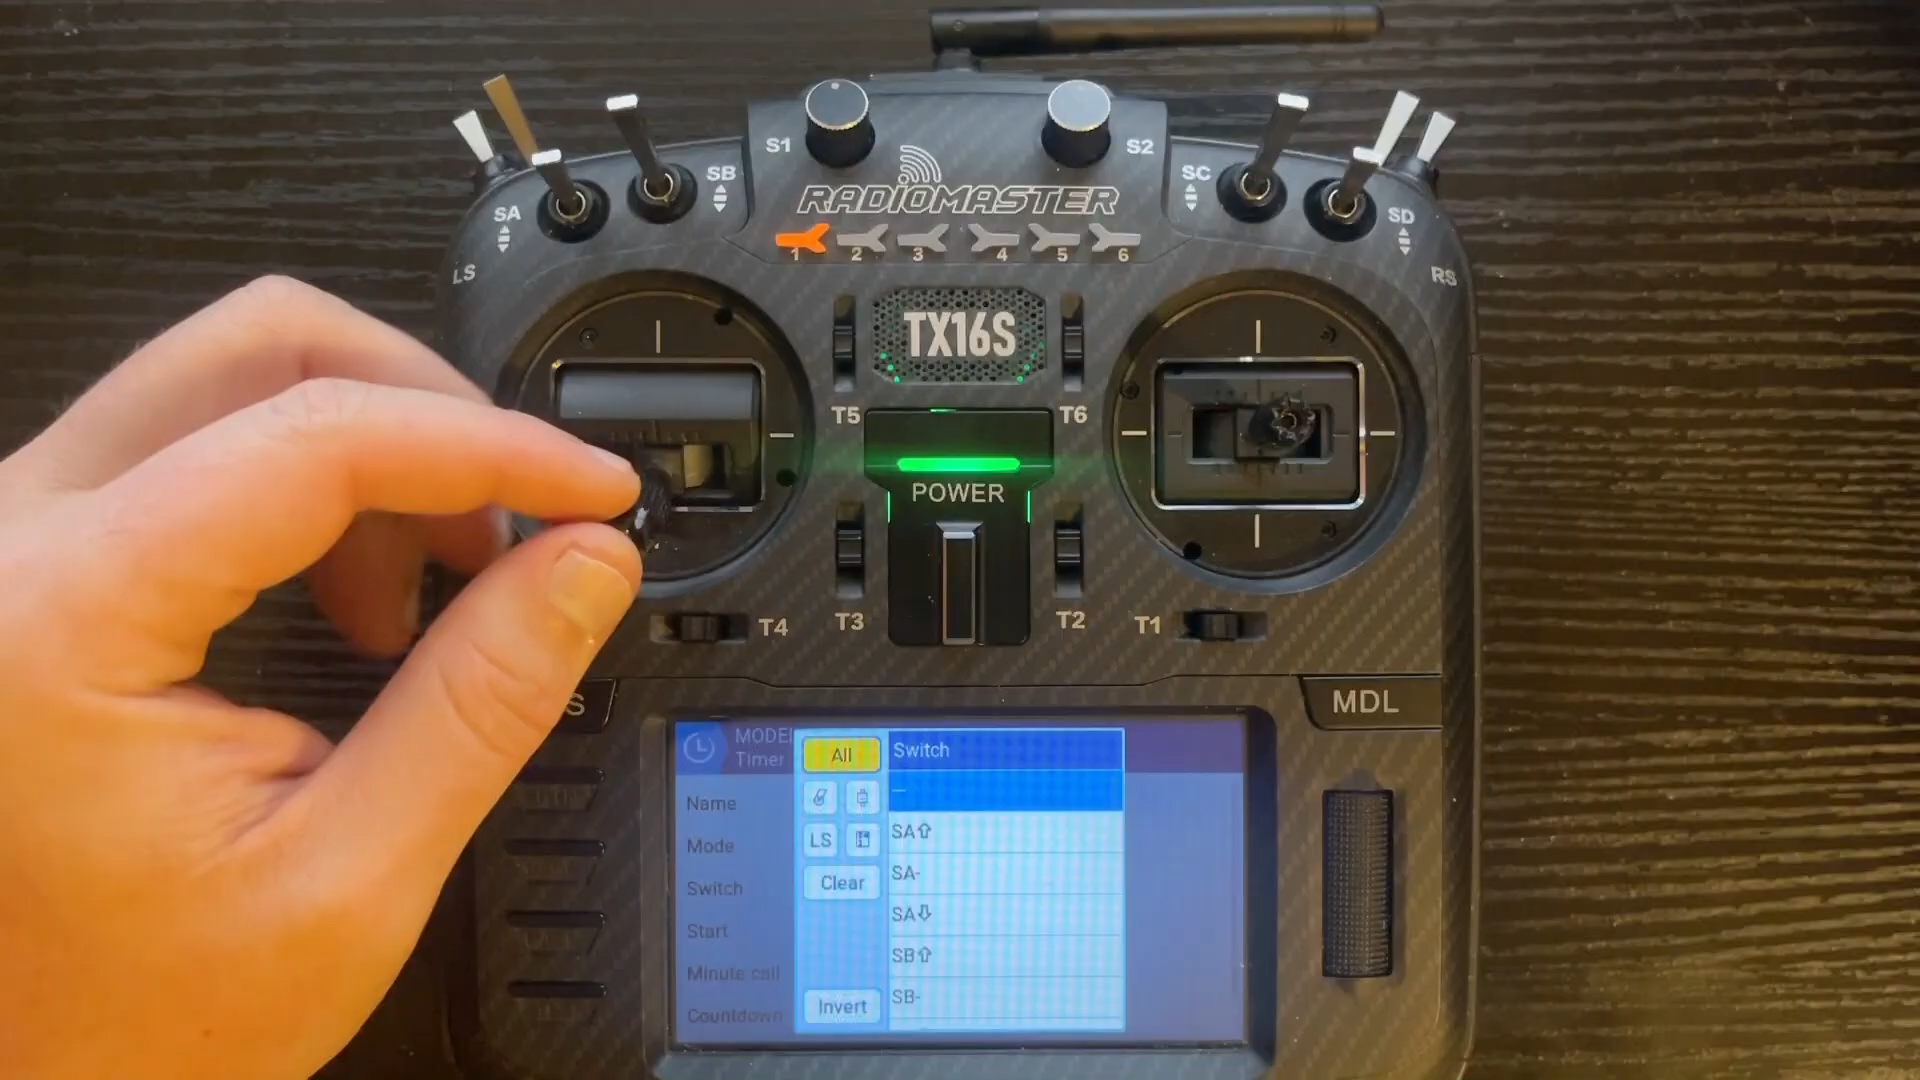 S1
S2
SB
SC
SA
SD
LS
RS
RADIOMASTER
1 2 3 4 5 6
TX16S
T5
T6
POWER
T4
T3
T2
T1
S
MDL
MODEL
Timer
All
Switch
Name
—
SA⇧
Mode
LS
SA-
Switch
Clear
SA⇩
Start
SB⇧
Minute call
SB-
Invert
Countdown